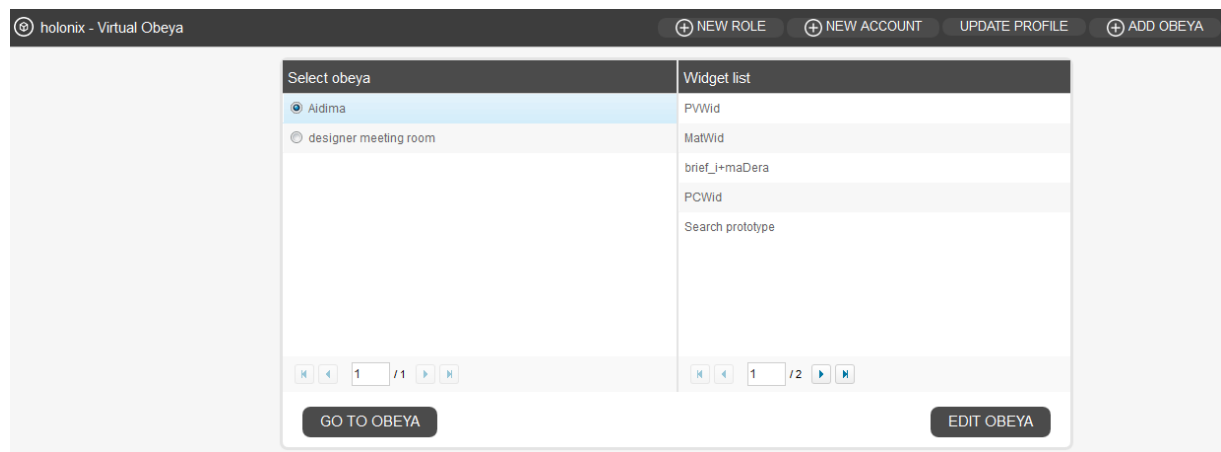 holonix - Virtual Obeya NEW ROLE NEW ACCOUNT UPDATE PROFILE ADD OBEYA
Select obeya Widget list
Aidima PVWid
designer meeting room MatWid
brief_i+maDera
PCWid
Search prototype
1 / 1 1 / 2
GO TO OBEYA EDIT OBEYA